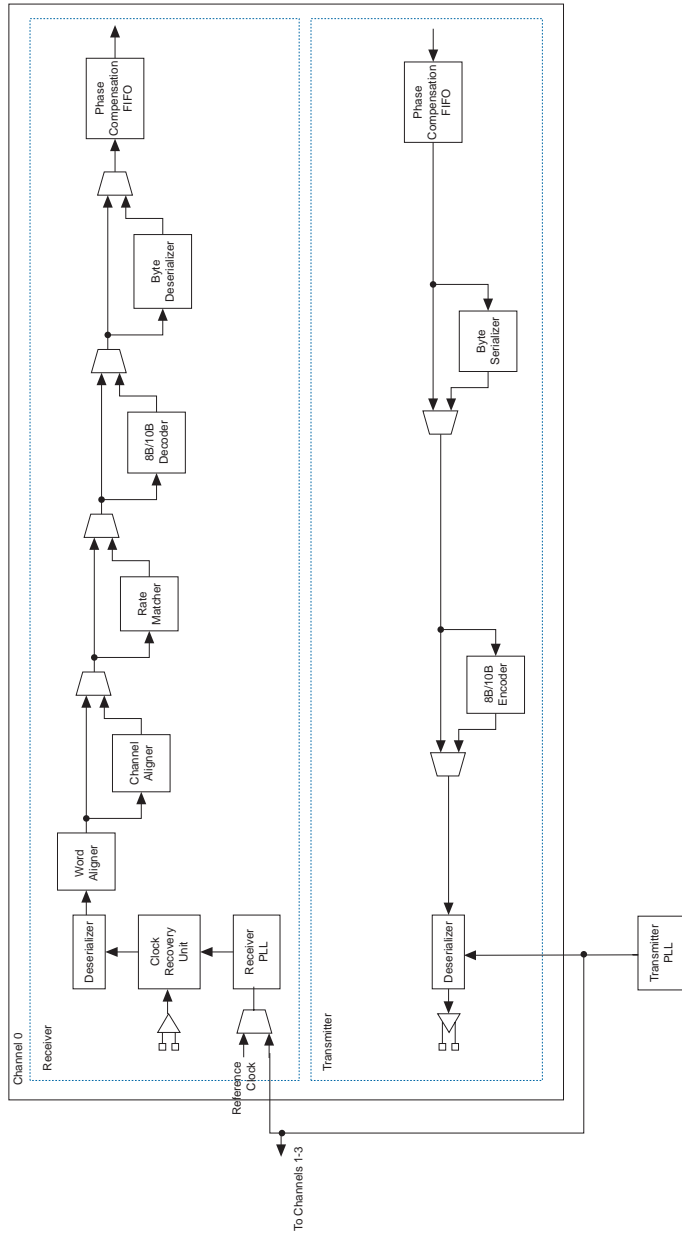 Channel 0
Receiver
Deserializer
Word
Aligner
Clock
Recovery
Unit
Receiver
PLL
Reference
Clock
Channel
Aligner
Rate
Matcher
8B/10B
Decoder
Byte
Deserializer
Phase
Compensation
FIFO
Transmitter
Deserializer
8B/10B
Encoder
Byte
Serializer
Phase
Compensation
FIFO
To Channels 1-3
Transmitter
PLL